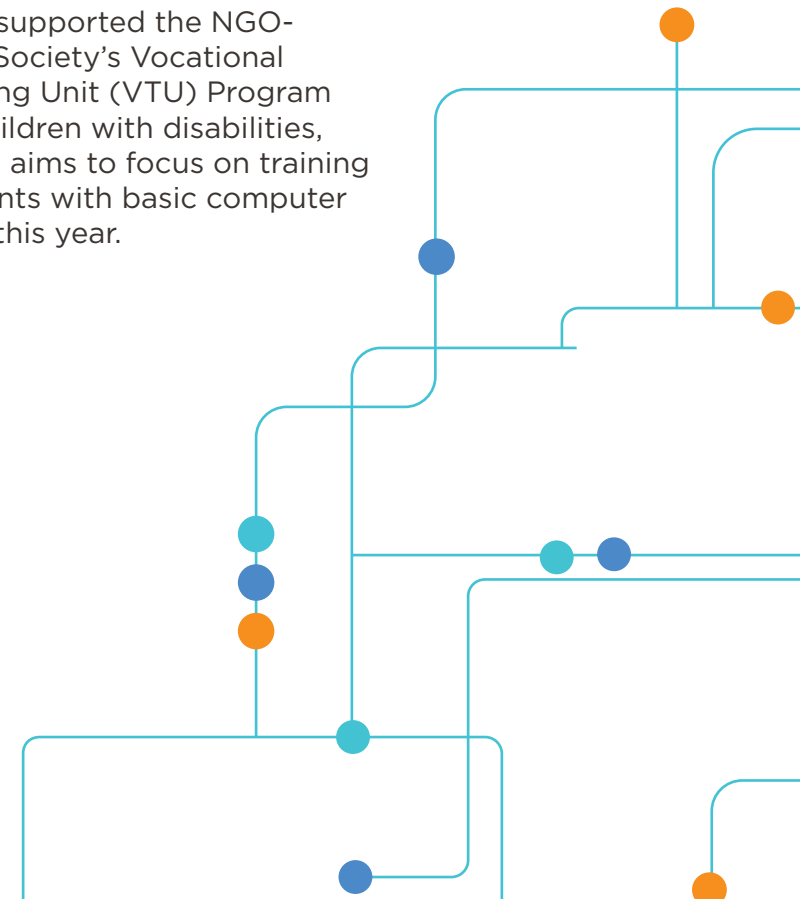 supported the NGO-
Society’s Vocational
ng Unit (VTU) Program
ildren with disabilities,
aims to focus on training
nts with basic computer
this year.